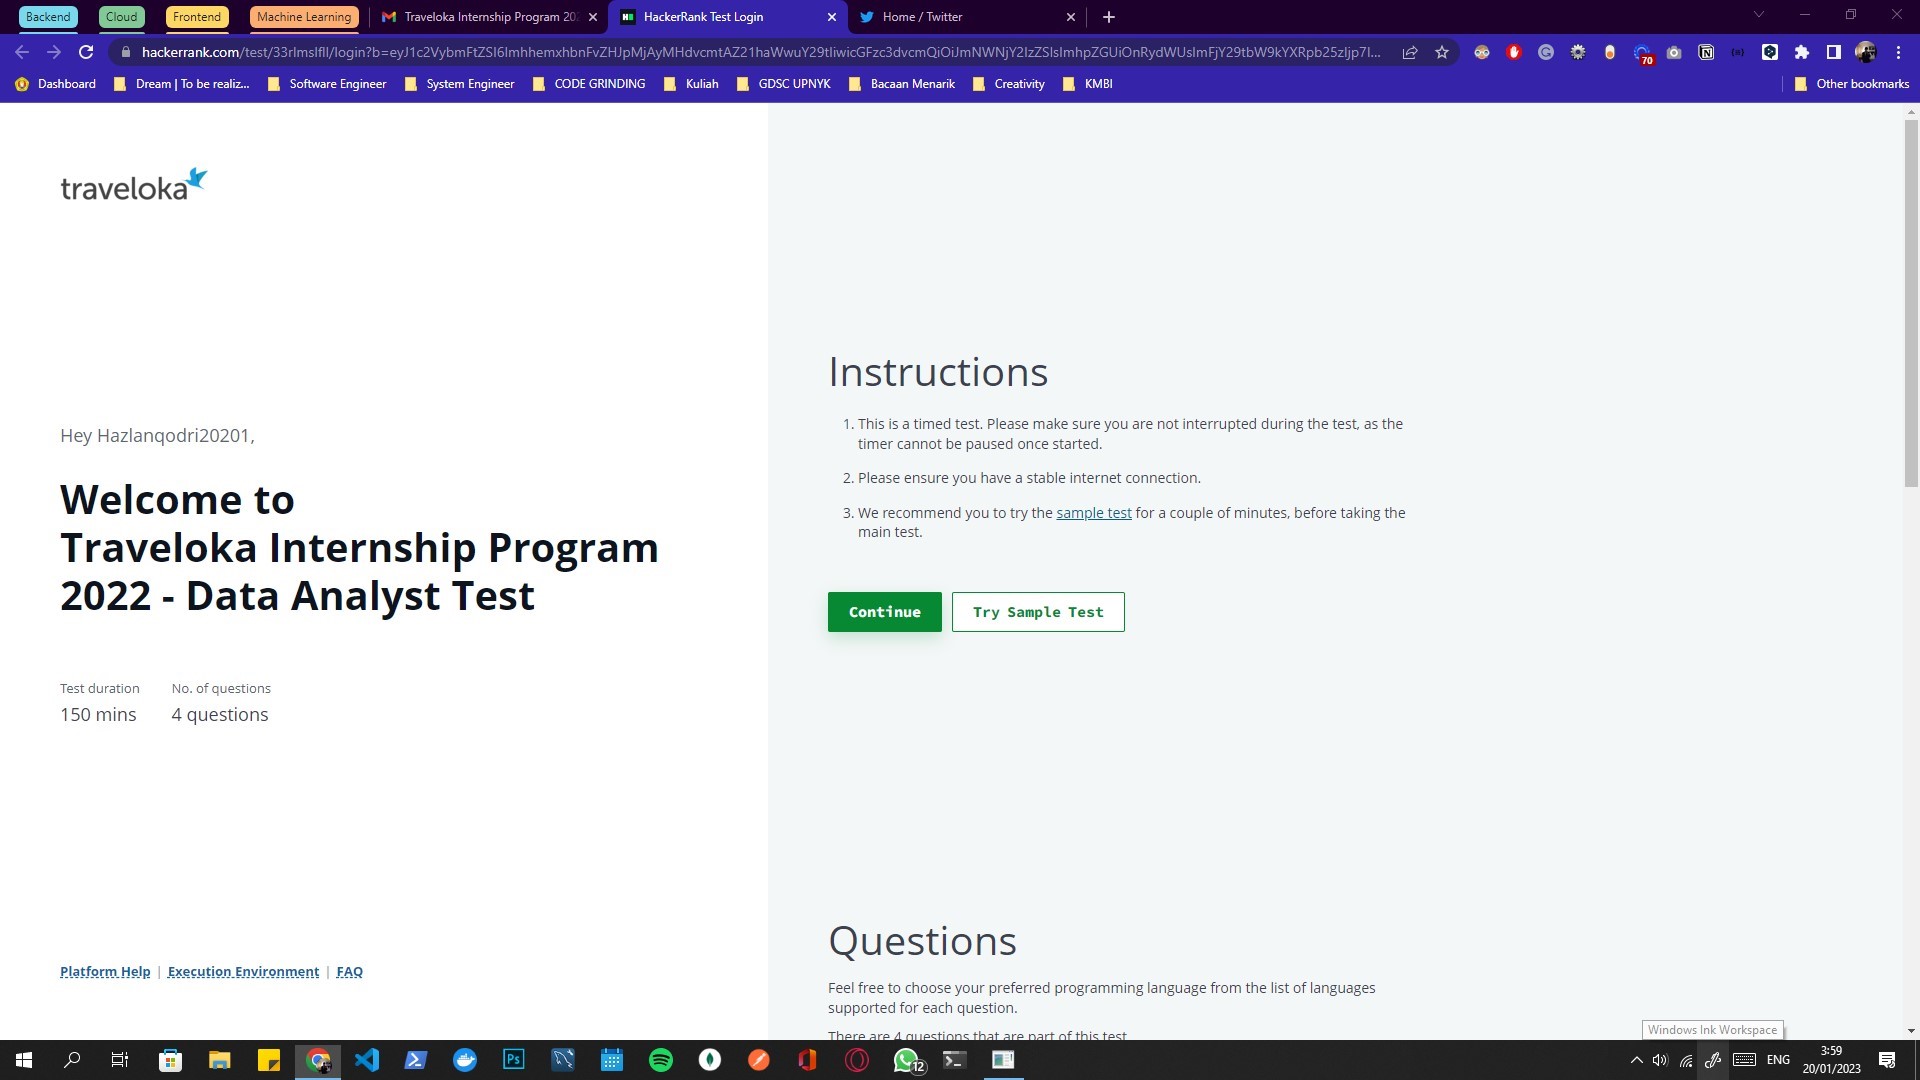 Backend
Cloud
Frontend
Machine Learning
Traveloka Internship Program 20
HackerRank Test Login
Home / Twitter
Dashboard
Dream | To be realiz...
Software Engineer
System Engineer
CODE GRINDING
Kuliah
GDSC UPNYK
Bacaan Menarik
Creativity
KMBI
Other bookmarks
70
traveloka
Hey Hazlanqodri20201,
Welcome to
Traveloka Internship Program
2022 - Data Analyst Test
Test duration
No. of questions
150 mins
4 questions
Platform Help | Execution Environment | FAQ
Instructions
1. This is a timed test. Please make sure you are not interrupted during the test, as the
timer cannot be paused once started.
2. Please ensure you have a stable internet connection.
3. We recommend you to try the sample test for a couple of minutes, before taking the
main test.
Continue
Try Sample Test
Questions
Feel free to choose your preferred programming language from the list of languages
supported for each question.
There are 4 questions that are part of this test
Windows Ink Workspace
Ps
12
ENG
3:59
20/01/2023